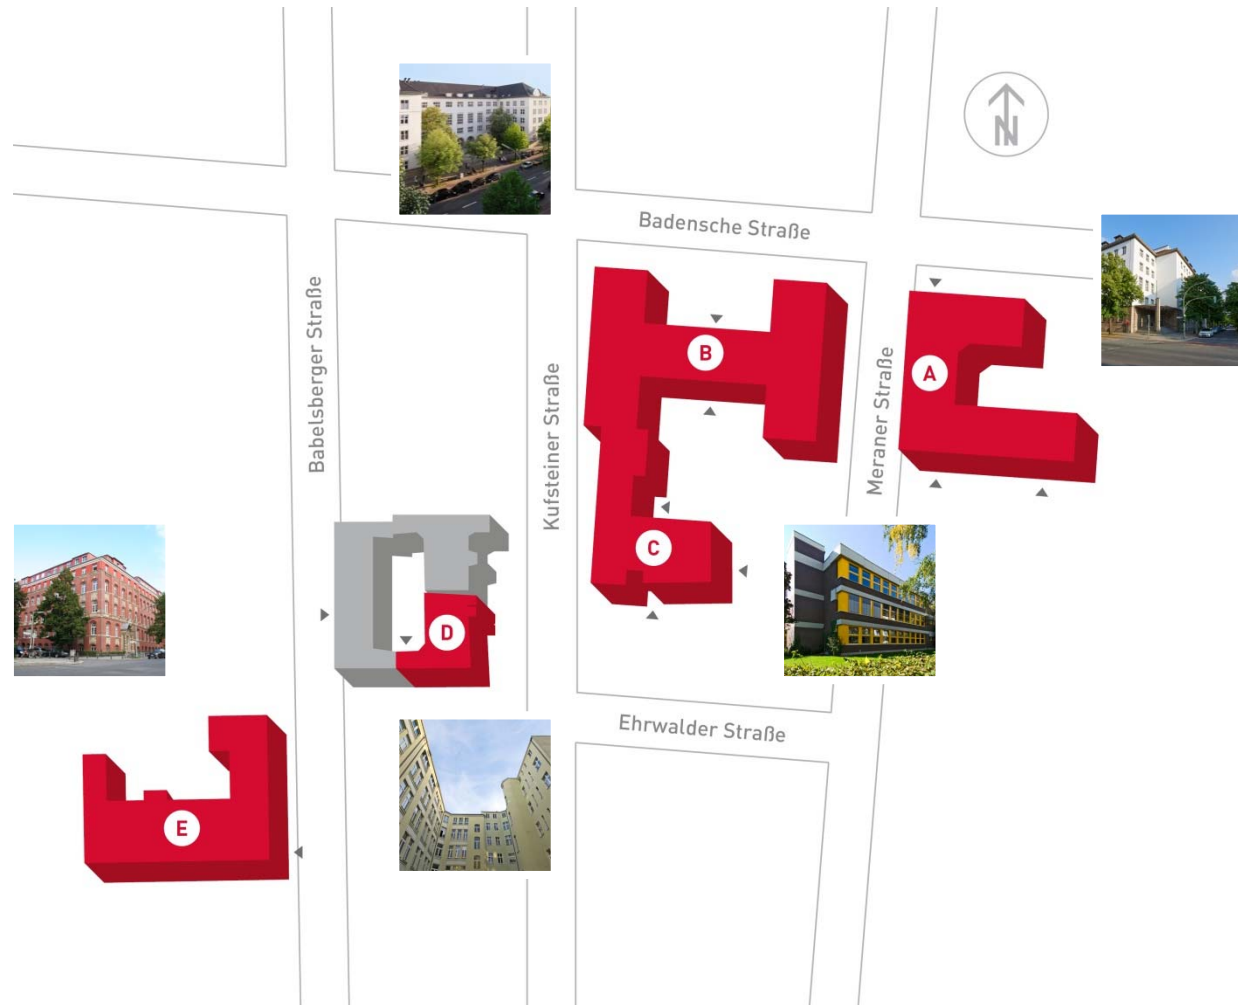 N
Badensche Straße
Babelsberger Straße
Kufsteiner Straße
Meraner Straße
B
A
C
D
Ehrwalder Straße
E